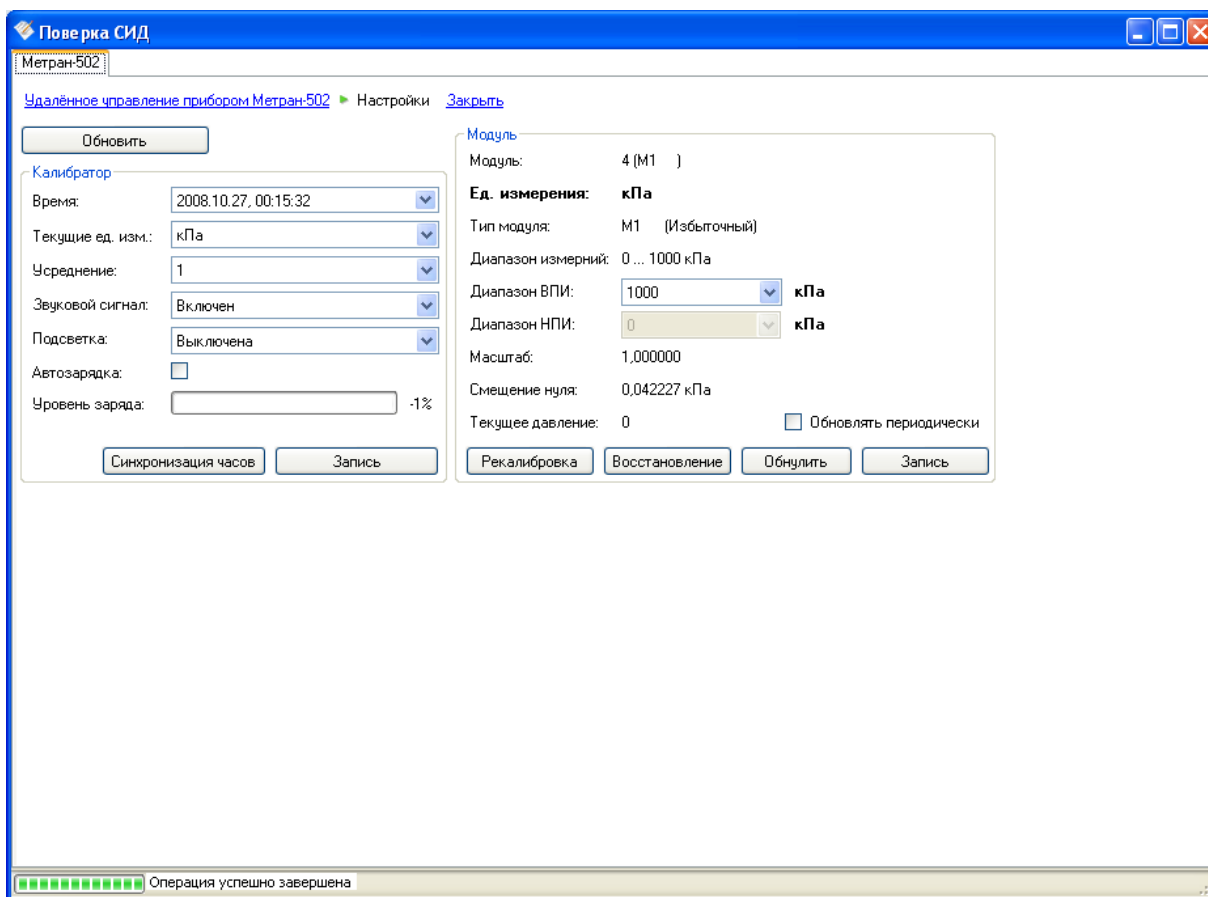 Поверка СИД
Метран-502
Удалённое управление прибором Метран-502 Настройки Закрыть
Обновить
Калибратор
Время: 2008.10.27, 00:15:32
Текущие ед. изм.: кПа
Усреднение: 1
Звуковой сигнал: Включен
Подсветка: Выключена
Автозарядка:
Уровень заряда: -1%
Синхронизация часов Запись
Модуль
Модуль: 4 (М1 )
Ед. измерения: кПа
Тип модуля: М1 (Избыточный)
Диапазон измерний: 0 ... 1000 кПа
Диапазон ВПИ: 1000 кПа
Диапазон НПИ: 0 кПа
Масштаб: 1,000000
Смещение нуля: 0,042227 кПа
Текущее давление: 0 Обновлять периодически
Рекалибровка Восстановление Обнулить Запись
Операция успешно завершена